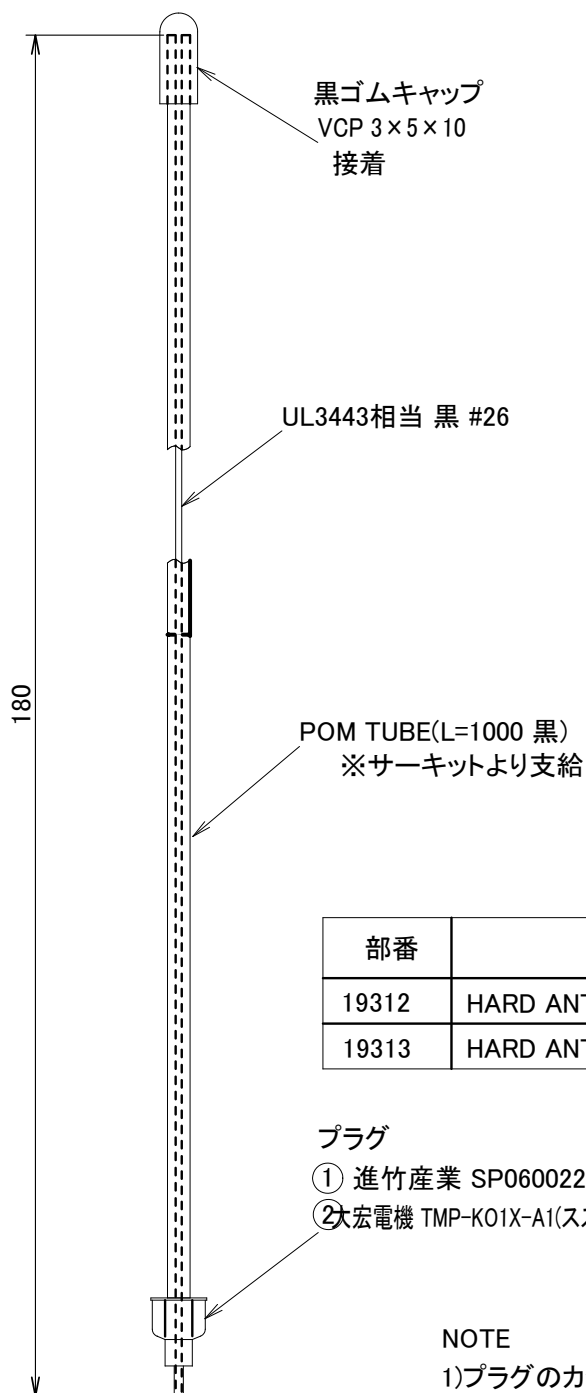 黒ゴムキャップ
VCP 3×5×10
接着
UL3443相当 黒 #26
180
POM TUBE(L=1000 黒)
※サーキットより支給
部番
19312 HARD
19313 HARD
プラグ
① 進竹産業 SP060022
②大宏電機 TMP-K01X-A1(ス
NOTE
1)プラグのカ